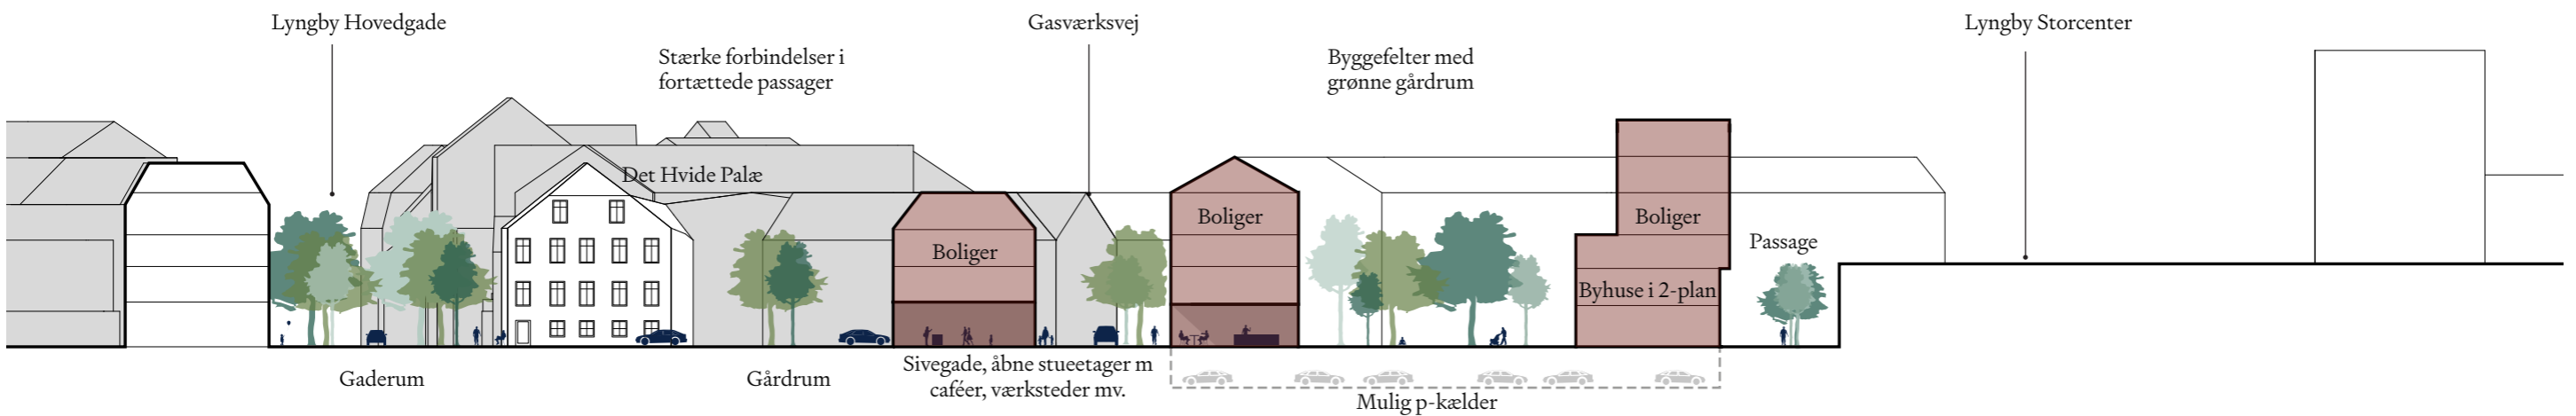 Lyngby Hovedgade
Gasværksvej
Lyngby Storcenter
Stærke forbindelser i
fortættede passager
Byggefelter med
grønne gårdrum
Det Hvide Palæ
Boliger
Boliger
Boliger
Passage
Byhuse i 2-plan
Gaderum
Gårdrum
Sivegade, åbne stueetager m
caféer, værksteder mv.
Mulig p-kælder